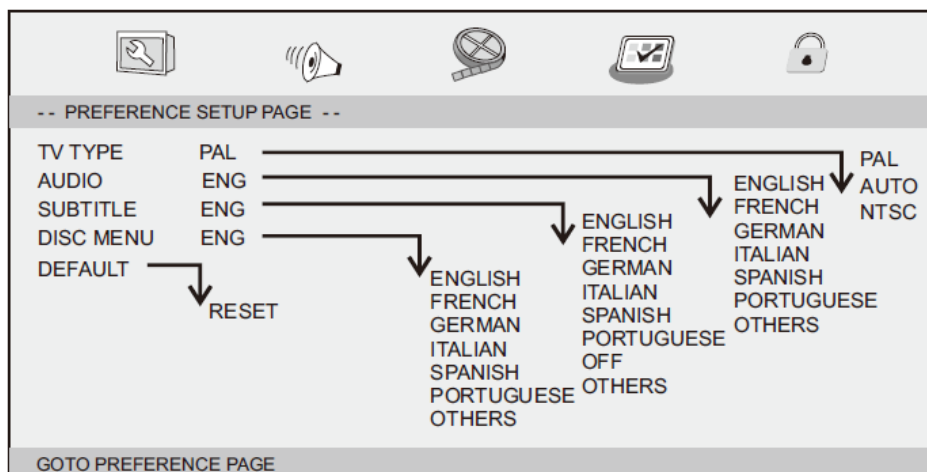 -- PREFERENCE SETUP PAGE --
TV TYPE PAL
AUDIO ENG
SUBTITLE ENG
DISC MENU ENG
DEFAULT
RESET
ENGLISH
FRENCH
GERMAN
ITALIAN
SPANISH
PORTUGUESE
OTHERS
ENGLISH
FRENCH
GERMAN
ITALIAN
SPANISH
PORTUGUESE
OFF
OTHERS
ENGLISH
FRENCH
GERMAN
ITALIAN
SPANISH
PORTUGUESE
OTHERS
PAL
AUTO
NTSC
GOTO PREFERENCE PAGE